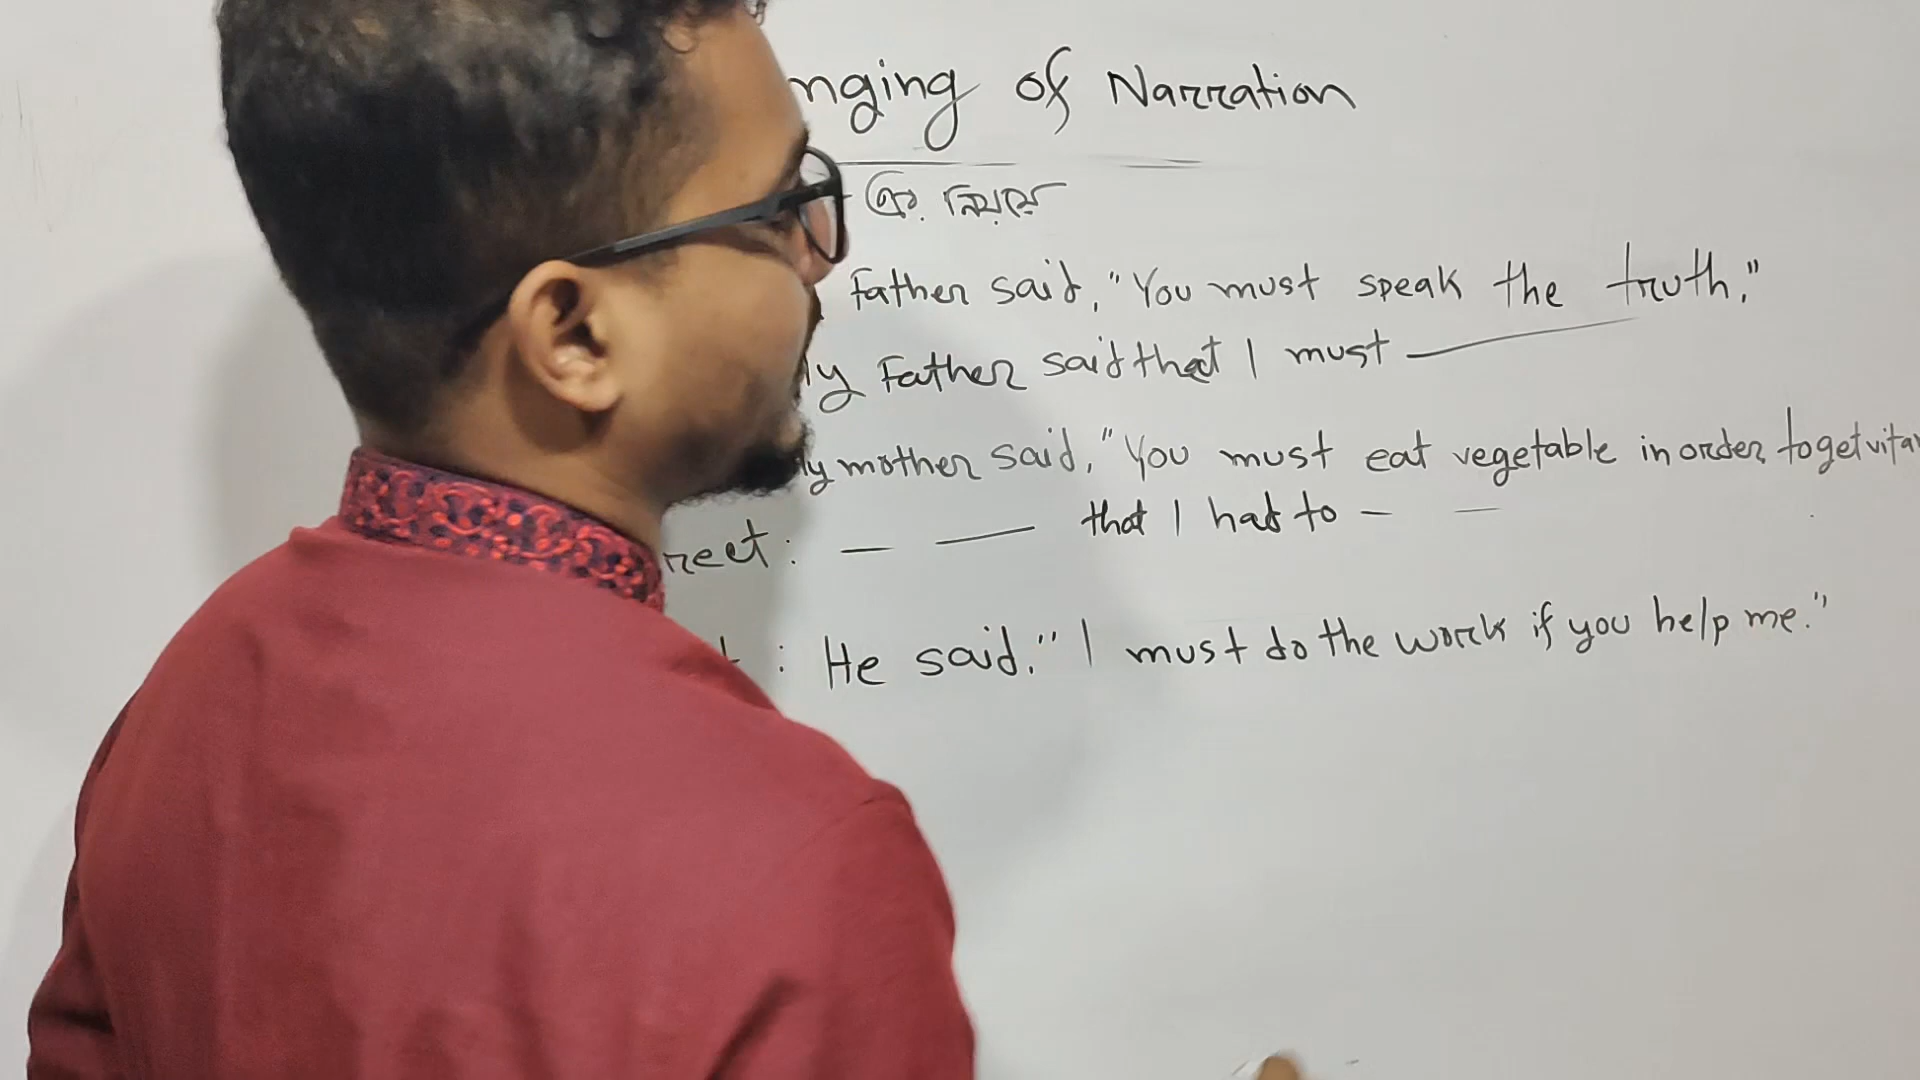 nging of Narration
Father said, "You must speak the truth."
y Father said that I must
y mother said, "You must eat vegetable in order to get vita
rect: that I had to
t : He said, "I must do the work if you help me."